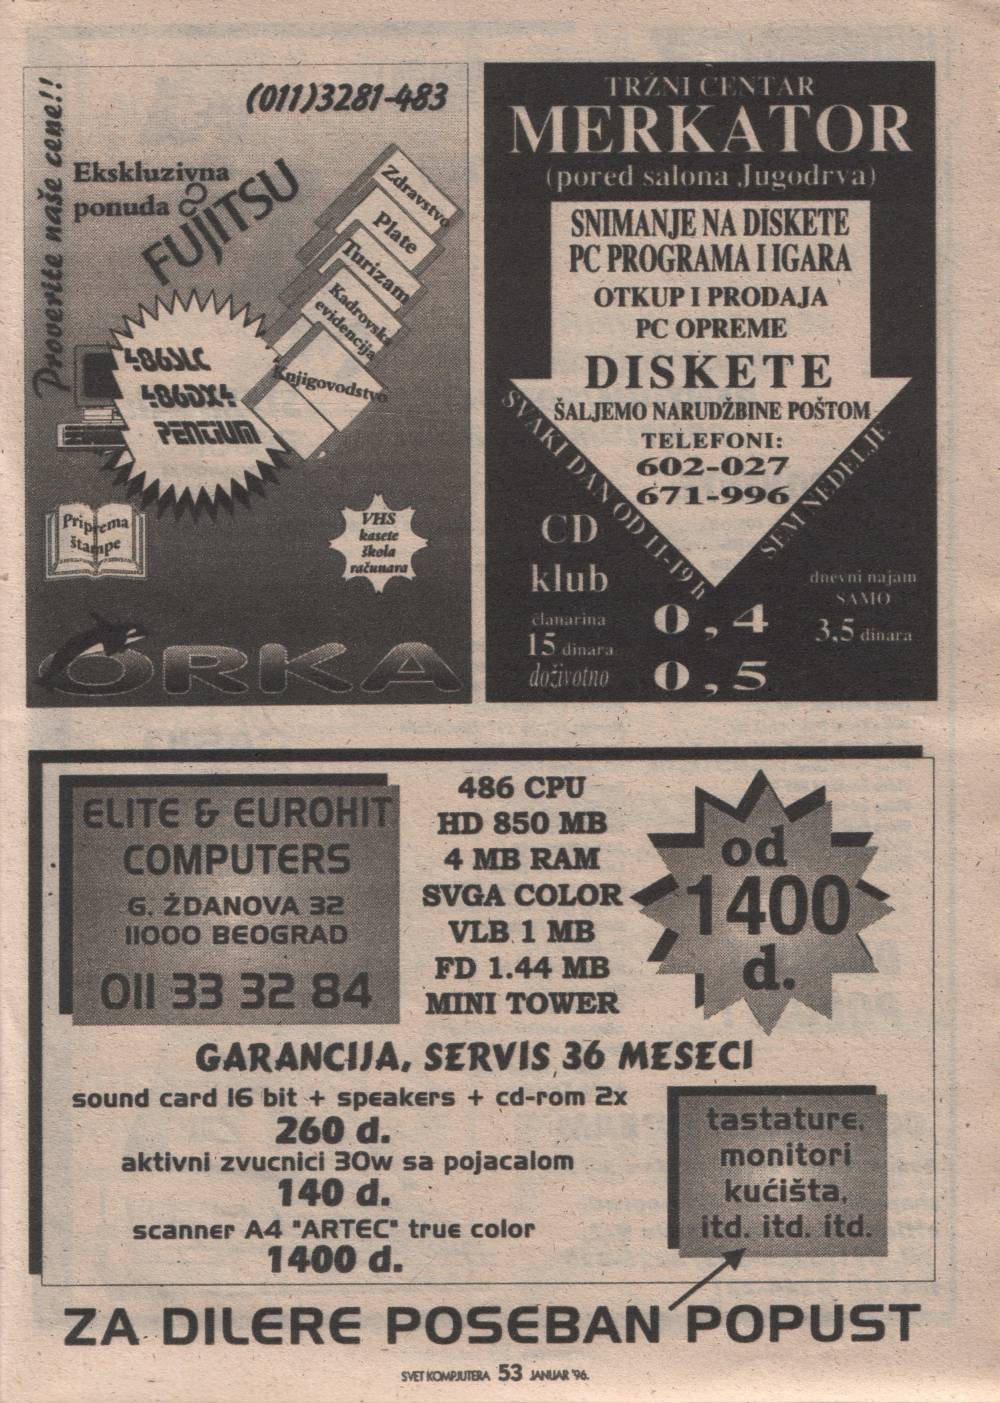 Proverite naše cene!!
(011)3281-483
Ekskluzivna
ponuda
FUJITSU
Zdravstvo
Plate
Turizam
Kadrovska
evidencija
Knjigovodstvo
486SLC
486DX4
PENTIUM
Priprema
štampe
VHS
kasete
škola
računara
ORKA
TRŽNI CENTAR
MERKATOR
(pored salona Jugodrva)
SNIMANJE NA DISKETE
PC PROGRAMA I IGARA
OTKUP I PRODAJA
PC OPREME
DISKETE
ŠALJEMO NARUDŽBINE POŠTOM
TELEFONI:
602-027
671-996
SVAKI DAN OD 11-19 h
SEM NEDELJE
CD
klub
članarina
15 dinara
doživotno
0,4
0,5
dnevni najam
SAMO
3,5 dinara
ELITE & EUROHIT
COMPUTERS
G. ŽDANOVA 32
11000 BEOGRAD
011 33 32 84
486 CPU
HD 850 MB
4 MB RAM
SVGA COLOR
VLB 1 MB
FD 1.44 MB
MINI TOWER
od
1400
d.
GARANCIJA, SERVIS 36 MESECI
sound card 16 bit + speakers + cd-rom 2x
260 d.
aktivni zvucnici 30w sa pojacalom
140 d.
scanner A4 "ARTEC" true color
1400 d.
tastature,
monitori
kućišta,
itd. itd. itd.
ZA DILERE POSEBAN POPUST
SVET KOMPJUTERA 53 JANUAR '96.